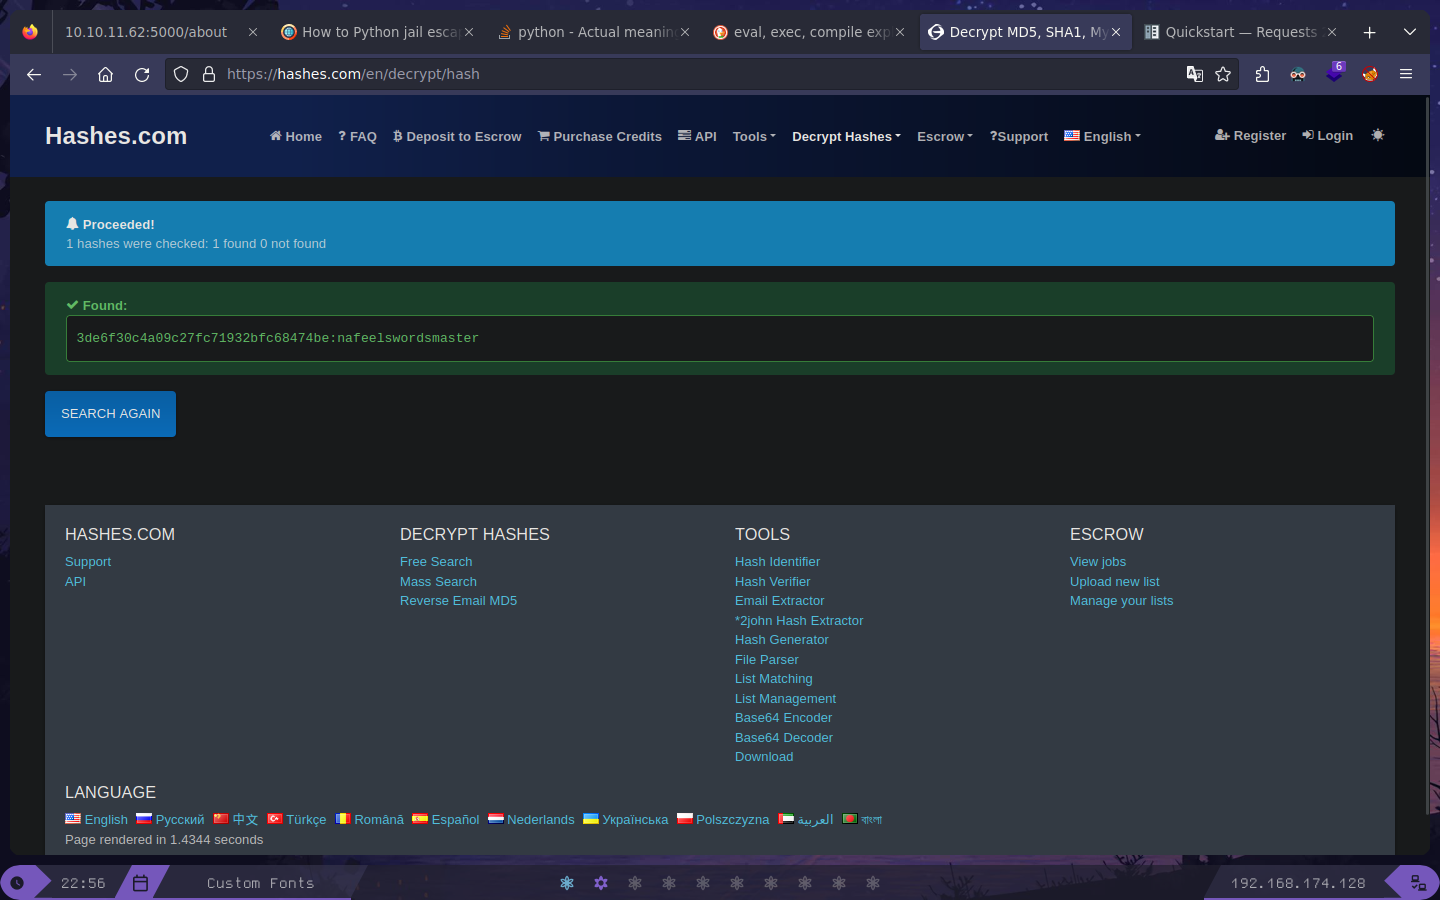 10.10.11.62:5000/about
How to Python jail esca
python - Actual meanin
eval, exec, compile exp
Decrypt MD5, SHA1, My
Quickstart — Requests
https://hashes.com/en/decrypt/hash
6
Hashes.com
Home
FAQ
Deposit to Escrow
Purchase Credits
API
Tools
Decrypt Hashes
Escrow
?Support
English
Register
Login
Proceeded!
1 hashes were checked: 1 found 0 not found
Found:
3de6f30c4a09c27fc71932bfc68474be:nafeelswordsmaster
SEARCH AGAIN
HASHES.COM
Support
API
DECRYPT HASHES
Free Search
Mass Search
Reverse Email MD5
TOOLS
Hash Identifier
Hash Verifier
Email Extractor
*2john Hash Extractor
Hash Generator
File Parser
List Matching
List Management
Base64 Encoder
Base64 Decoder
Download
ESCROW
View jobs
Upload new list
Manage your lists
LANGUAGE
English Русский 中文 Türkçe Română Español Nederlands Українська Polszczyzna العربية বাংলা
Page rendered in 1.4344 seconds
22:56
Custom Fonts
192.168.174.128